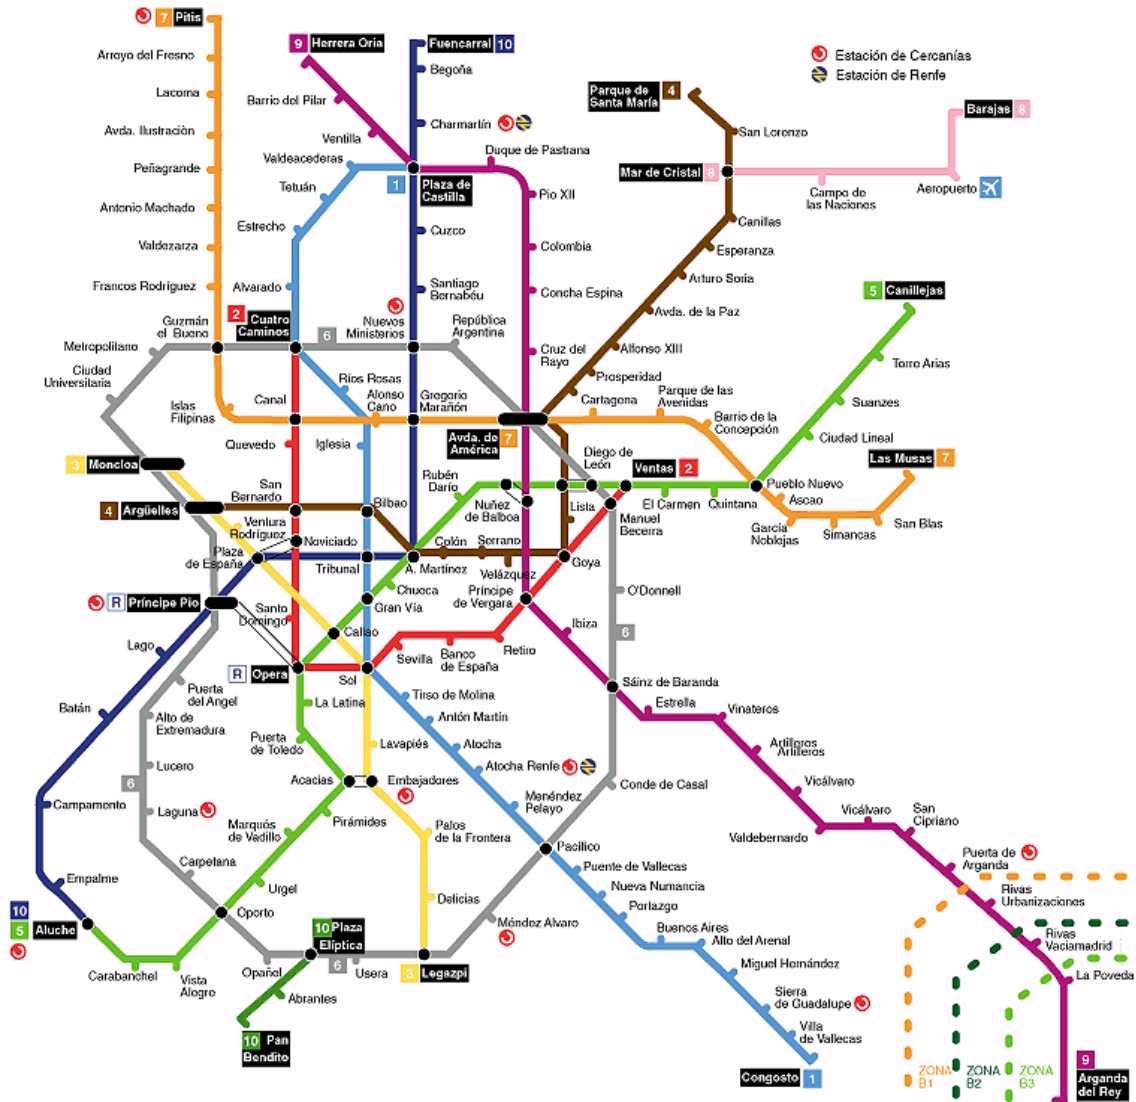 7 Pitis
9 Herrera Oria
Fuencarral 10
Estación de Cercanías
Estación de Renfe
Arroyo del Fresno
Begoña
Lacoma
Barrio del Pilar
Parque de
Santa María 4
Barajas 8
Charmartín
Avda. Ilustraciòn
Ventilla
San Lorenzo
Duque de Pastrana
Valdeacederas
Peñagrande
Mar de Cristal 8
1
Plaza de
Castilla
Tetuán
Campo de
las Naciones
Aeropuerto
Pio XII
Antonio Machado
Estrecho
Cuzco
Canillas
Valdezarza
Colombia
Esperanza
Francos Rodríguez
Alvarado
Santiago
Bernabéu
Concha Espina
Arturo Soria
5 Canillejas
Avda. de la Paz
Guzmán
el Bueno
2 Cuatro
Caminos
6
Nuevos
Ministerios
República
Argentina
Metropolitano
Cruz del
Rayo
Alfonso XIII
Torro Arias
Ciudad
Universitaria
Ríos Rosas
Prosperidad
Alonso
Cano
Gregorio
Marañón
Cartagena
Parque de las
Avenidas
Suanzes
Islas
Filipinas
Canal
Barrio de la
Concepción
Quevedo
Iglesia
Avda. de
América 7
Ciudad Lineal
3 Moncloa
Diego de
León
Ventas 2
Las Musas 7
Rubén
Darío
San
Bernardo
Bilbao
Nuñez
de Balboa
Lisla
El Carmen
Quintana
Pueblo Nuevo
Ascao
4 Argüelles
Manuel
Becerra
García
Noblejas
Simancas
San Blas
Ventura
Rodríguez
Noviciado
Plaza
de España
Colón
Serrano
Tribunal
A. Martínez
Velázquez
Goya
Chueca
Príncipe
de Vergara
O'Donnell
R Príncipe Pio
Santo
Domingo
Gran Vía
Callao
Ibiza
6
Lago
Sevilla
Banco
de España
Retiro
R Opera
Sol
Sáinz de Baranda
Puerta
del Angel
La Latina
Tirso de Molina
Estrella
Vinateros
Batán
Alto de
Extremadura
Antón Martín
Puerta
de Toledo
Lavapiés
Atocha
Artilleros
Artilleros
Lucero
Atocha Renfe
6
Acacias
Embajadores
Conde de Casal
Vicálvaro
Campamento
Laguna
Menéndez
Pelayo
Vicálvaro
San
Cipriano
Marqués
de Vadillo
Pirámides
Palos
de la Frontera
Valdebernardo
Pacífico
Puerta de
Arganda
Carpetana
Puente de Vallecas
Empalme
Urgel
Nueva Numancia
Rivas
Urbanizaciones
Delicias
Portazgo
10
5 Aluche
Oporto
10 Plaza
Elíptica
Méndez Alvaro
Buenos Aires
Alto del Arenal
Rivas
Vaciamadrid
Carabanchel
Vista
Alegre
Opañel
6
Usera
3 Legazpi
Miguel Hernández
La Poveda
Abrantes
Sierra
de Guadalupe
Villa
de Vallecas
10 Pan
Bendito
Congosto 1
ZONA
B1
ZONA
B2
ZONA
B3
9
Arganda
del Rey